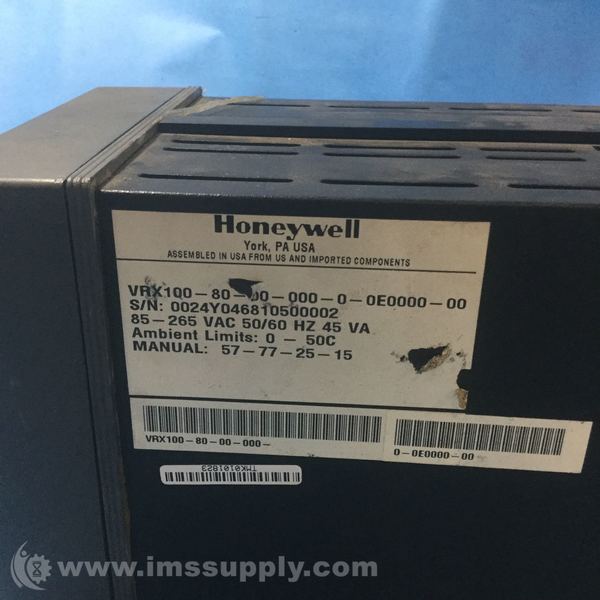 Honeywell
York, PA USA
ASSEMBLED IN USA FROM US AND IMPORTED COMPONENTS
VRX100-80-00-000-0-0E0000-00
S/N: 0024Y046810500002
85-265 VAC 50/60 HZ 45 VA
Ambient Limits: 0 - 50C
MANUAL: 57-77-25-15
VRX100-80-00-000-
0-0E0000-00
TMK0101823
www.imssupply.com